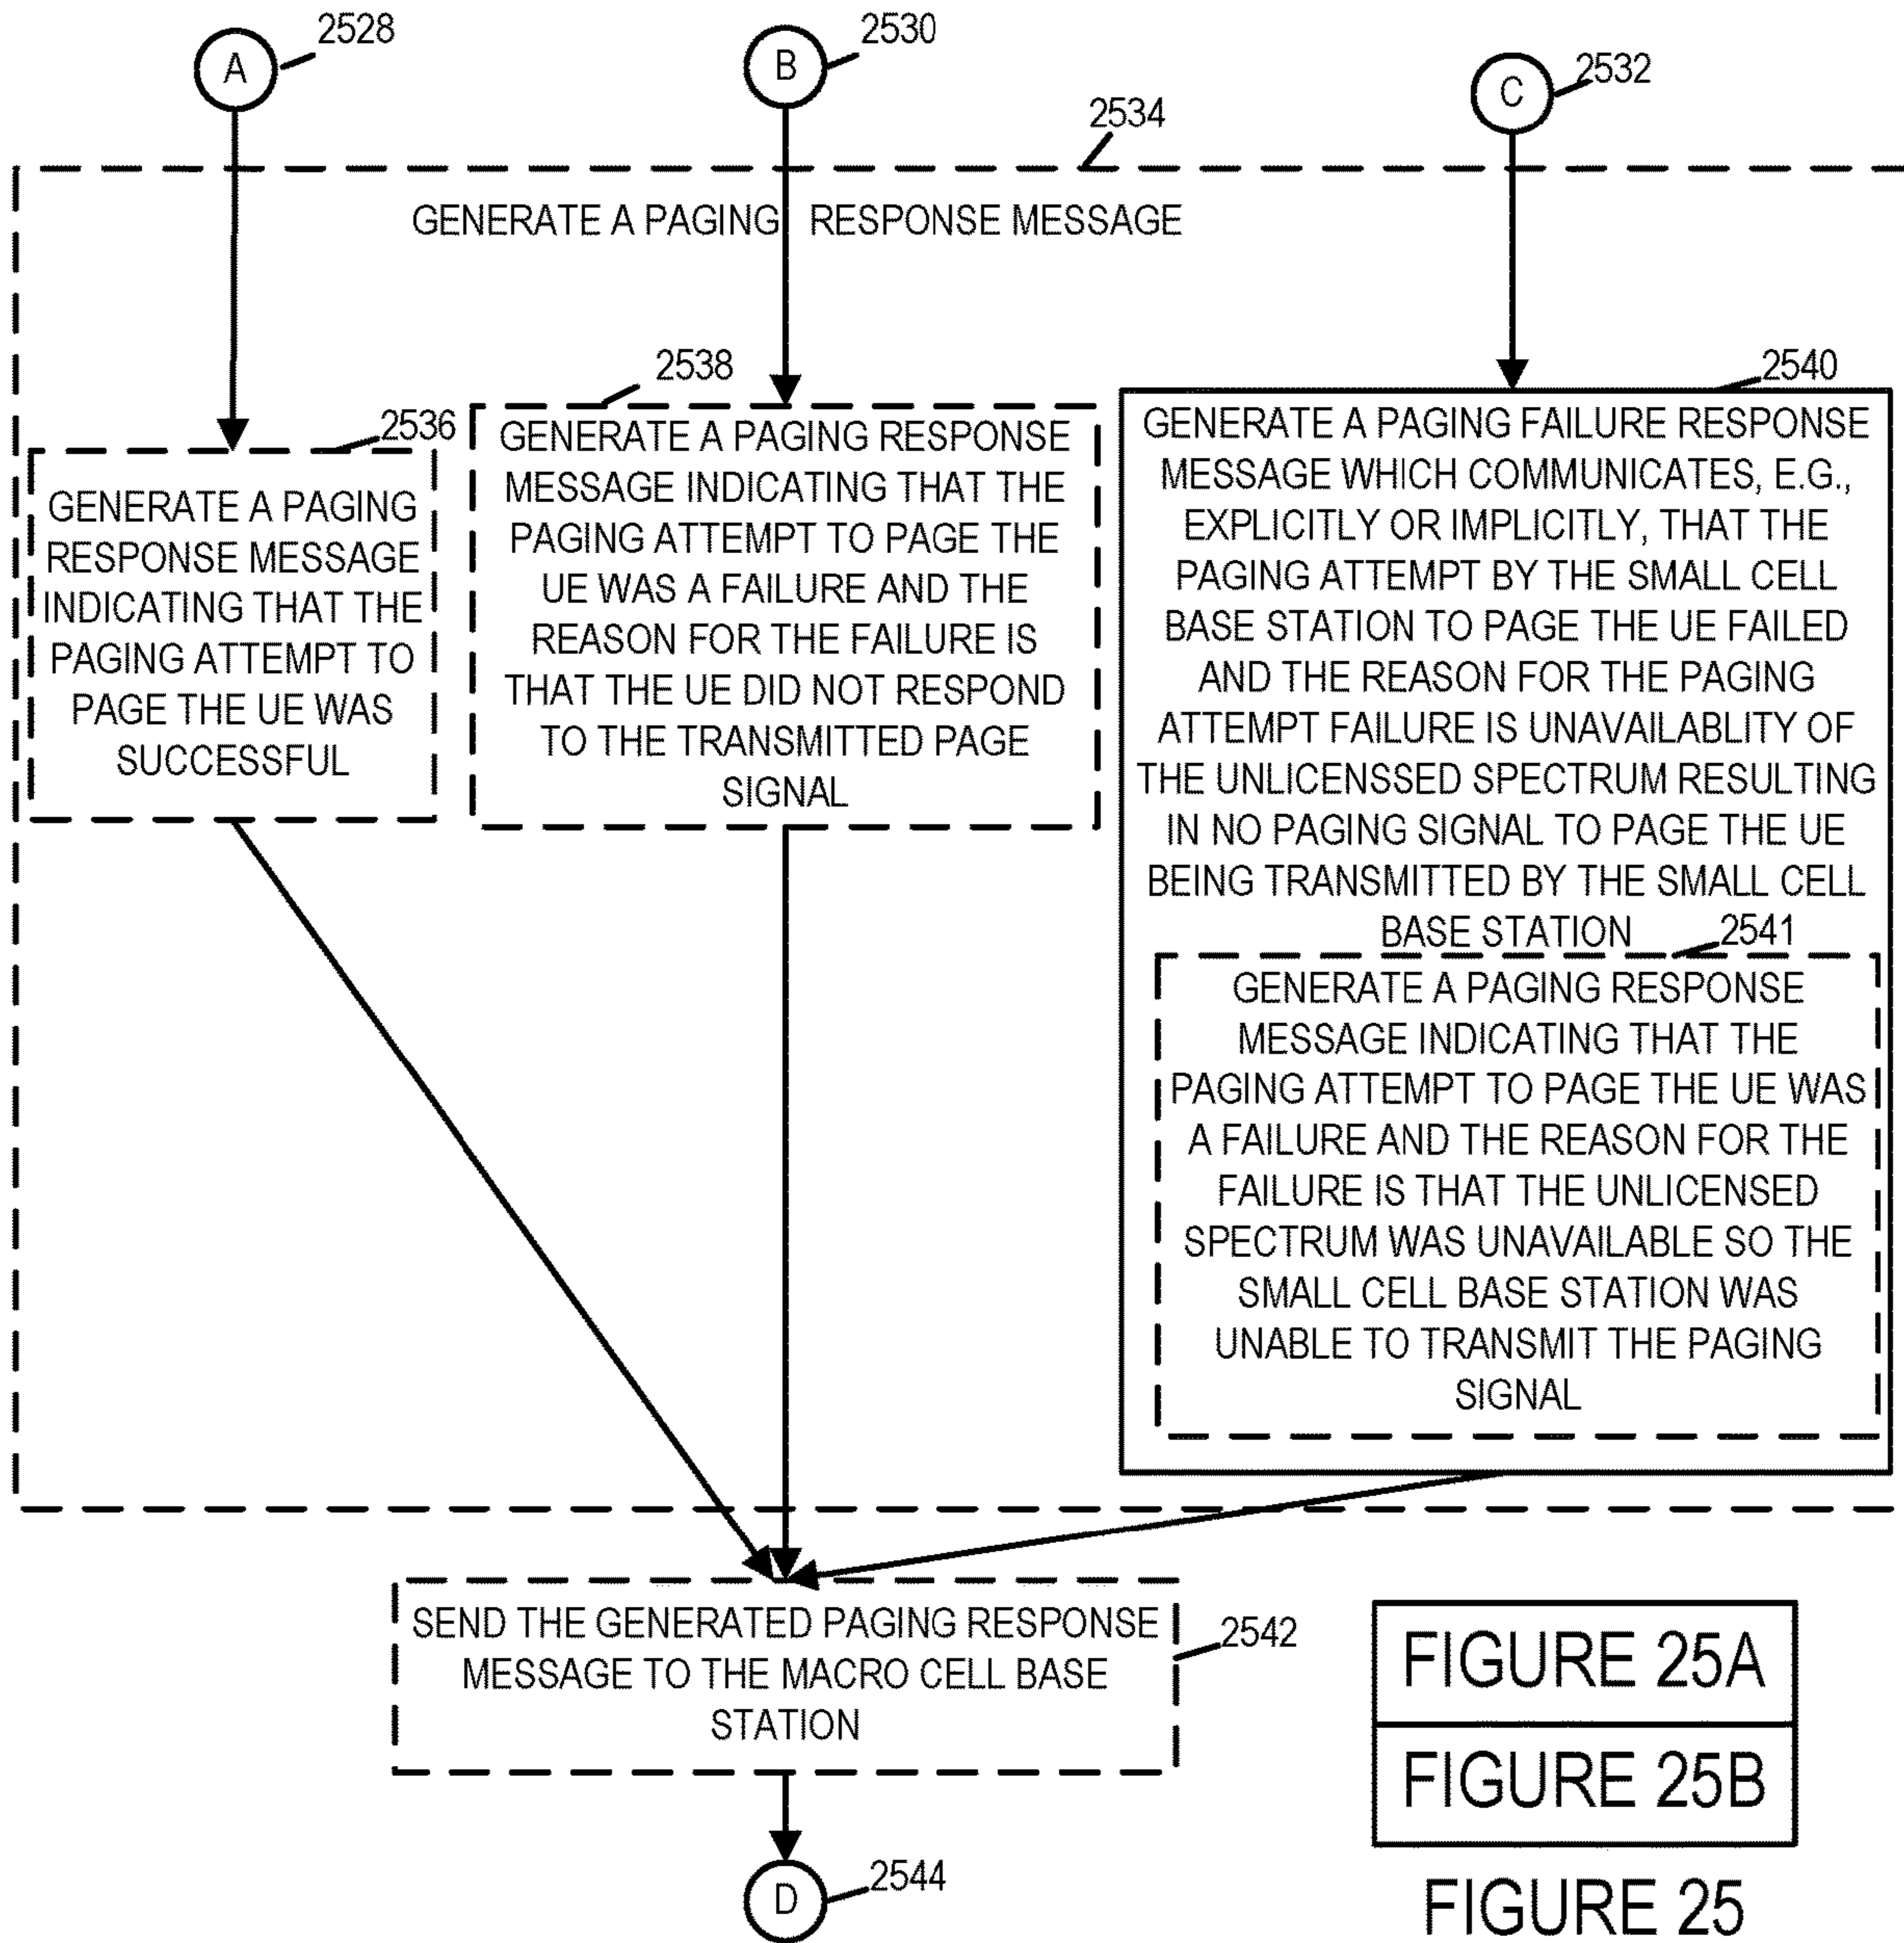 A
2528
B
2530
C
2532
2534
GENERATE A PAGING RESPONSE MESSAGE
2536
GENERATE A PAGING
RESPONSE MESSAGE
INDICATING THAT THE
PAGING ATTEMPT TO
PAGE THE UE WAS
SUCCESSFUL
2538
GENERATE A PAGING RESPONSE
MESSAGE INDICATING THAT THE
PAGING ATTEMPT TO PAGE THE
UE WAS A FAILURE AND THE
REASON FOR THE FAILURE IS
THAT THE UE DID NOT RESPOND
TO THE TRANSMITTED PAGE
SIGNAL
2540
GENERATE A PAGING FAILURE RESPONSE
MESSAGE WHICH COMMUNICATES, E.G.,
EXPLICITLY OR IMPLICITLY, THAT THE
PAGING ATTEMPT BY THE SMALL CELL
BASE STATION TO PAGE THE UE FAILED
AND THE REASON FOR THE PAGING
ATTEMPT FAILURE IS UNAVAILABLITY OF
THE UNLICENSSED SPECTRUM RESULTING
IN NO PAGING SIGNAL TO PAGE THE UE
BEING TRANSMITTED BY THE SMALL CELL
BASE STATION
2541
GENERATE A PAGING RESPONSE
MESSAGE INDICATING THAT THE
PAGING ATTEMPT TO PAGE THE UE WAS
A FAILURE AND THE REASON FOR THE
FAILURE IS THAT THE UNLICENSED
SPECTRUM WAS UNAVAILABLE SO THE
SMALL CELL BASE STATION WAS
UNABLE TO TRANSMIT THE PAGING
SIGNAL
SEND THE GENERATED PAGING RESPONSE
MESSAGE TO THE MACRO CELL BASE
STATION
2542
D
2544
FIGURE 25A
FIGURE 25B
FIGURE 25